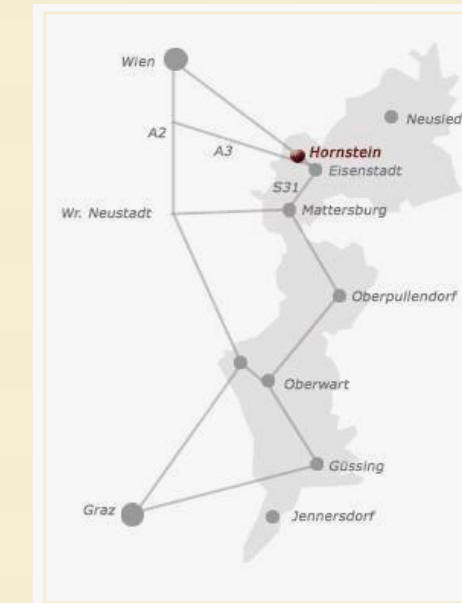 Wien
Neusied
A2
A3
Hornstein
Eisenstadt
S31
Wr. Neustadt
Mattersburg
Oberpullendorf
Oberwart
Güssing
Graz
Jennersdorf